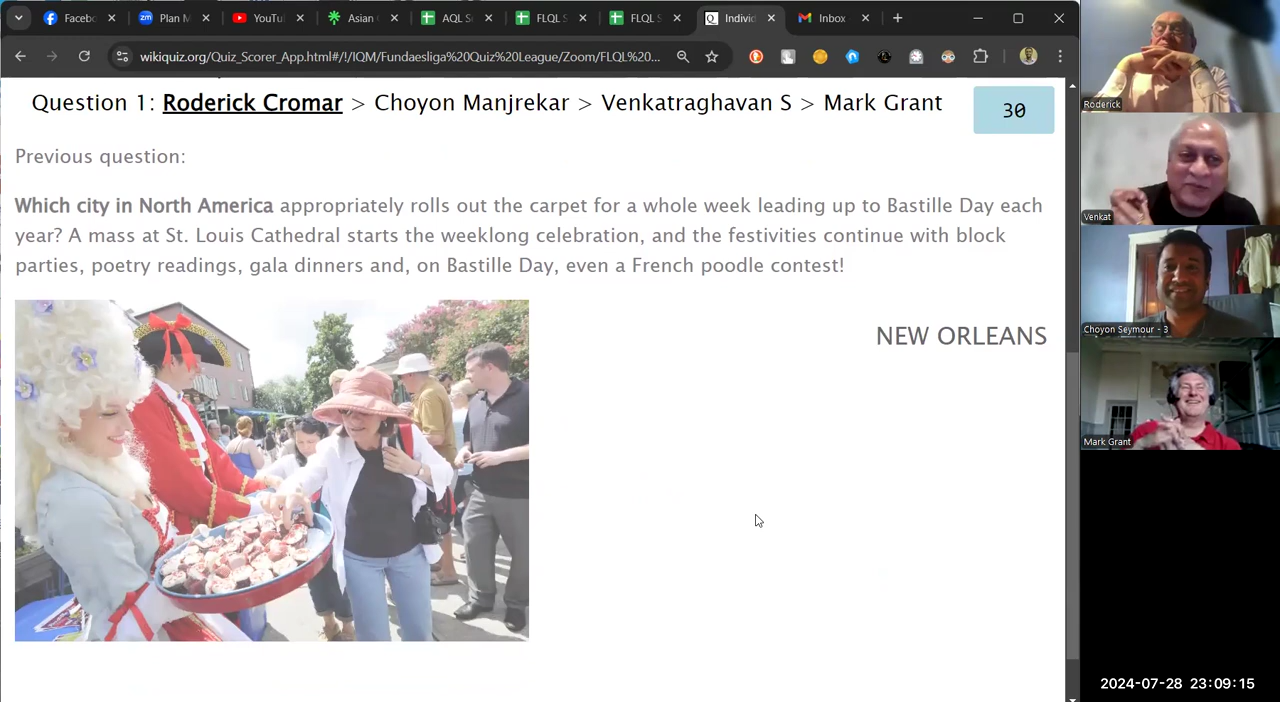 Facebo
Plan M
YouTu
Asian
AQL S
FLQL S
FLQL S
Individ
Inbox
wikiquiz.org/Quiz_Scorer_App.html#/!/IQM/Fundaesliga%20Quiz%20League/Zoom/FLQL%20...
Question 1: Roderick Cromar > Choyon Manjrekar > Venkatraghavan S > Mark Grant
30
Previous question:
Which city in North America appropriately rolls out the carpet for a whole week leading up to Bastille Day each
year? A mass at St. Louis Cathedral starts the weeklong celebration, and the festivities continue with block
parties, poetry readings, gala dinners and, on Bastille Day, even a French poodle contest!
NEW ORLEANS
Roderick
Venkat
Choyon Seymour - 3
Mark Grant
2024-07-28 23:09:15